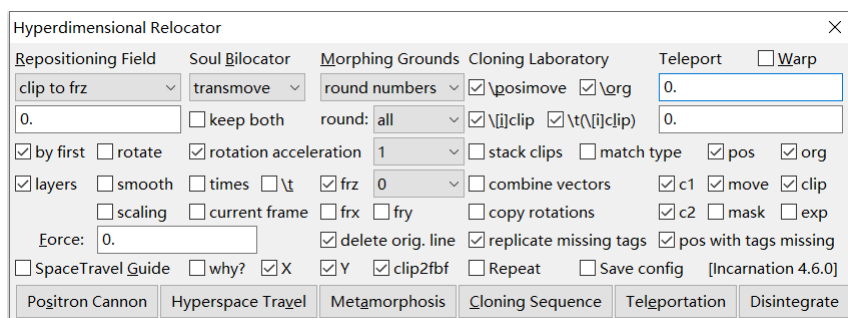 Hyperdimensional Relocator
Repositioning Field Soul Bilocator Morphing Grounds Cloning Laboratory Teleport Warp
clip to frz transmove round numbers \posimove \org 0.
0. keep both round: all \[i]clip \t(\[i]clip) 0.
by first rotate rotation acceleration 1 stack clips match type pos org
layers smooth times \t frz 0 combine vectors c1 move clip
scaling current frame frx fry copy rotations c2 mask exp
Force: 0. delete orig. line replicate missing tags pos with tags missing
SpaceTravel Guide why? X Y clip2fbf Repeat Save config [Incarnation 4.6.0]
Positron Cannon Hyperspace Travel Metamorphosis Cloning Sequence Teleportation Disintegrate